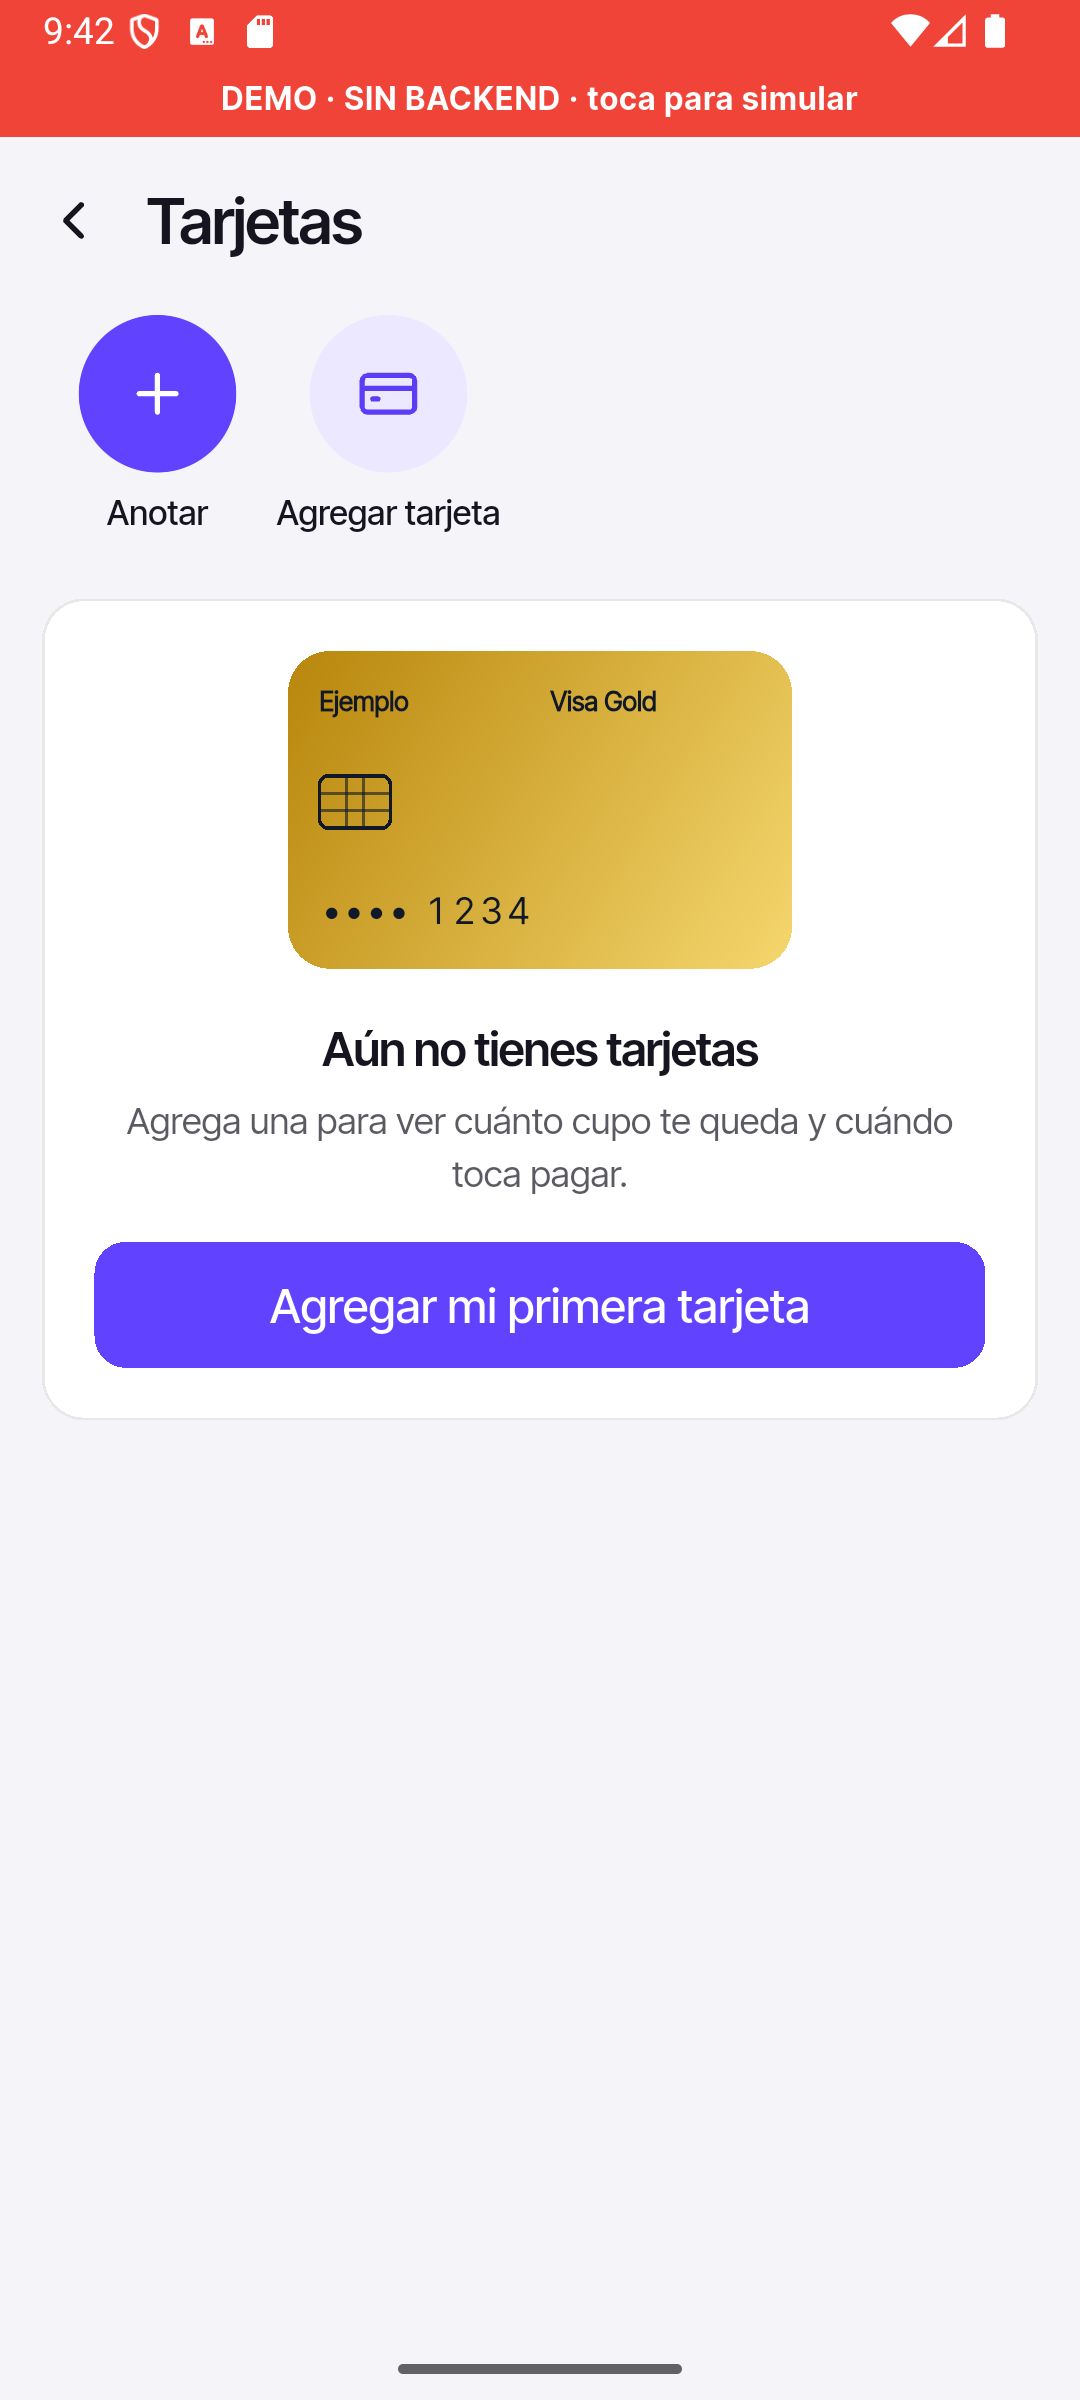 9:42
DEMO · SIN BACKEND · toca para simular
Tarjetas
Anotar
Agregar tarjeta
Ejemplo
Visa Gold
•••• 1234
Aún no tienes tarjetas
Agrega una para ver cuánto cupo te queda y cuándo
toca pagar.
Agregar mi primera tarjeta